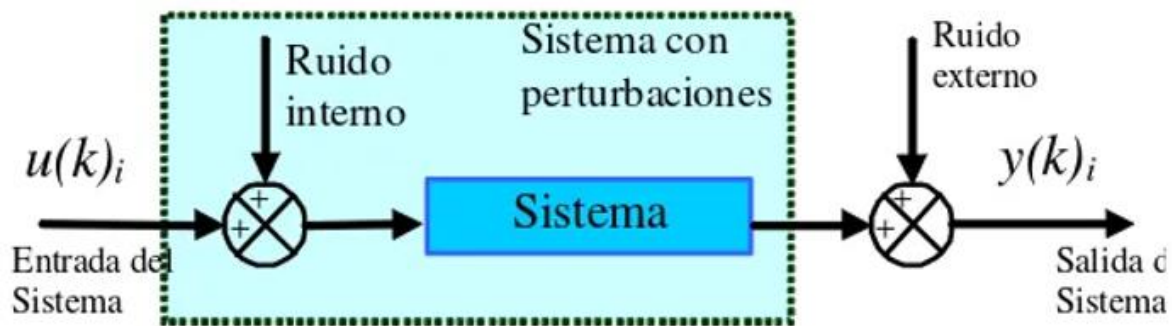 Ruido
interno
Sistema con
perturbaciones
Ruido
externo
u(k)i
y(k)i
+
+
Sistema
+
+
Entrada del
Sistema
Salida d
Sistema